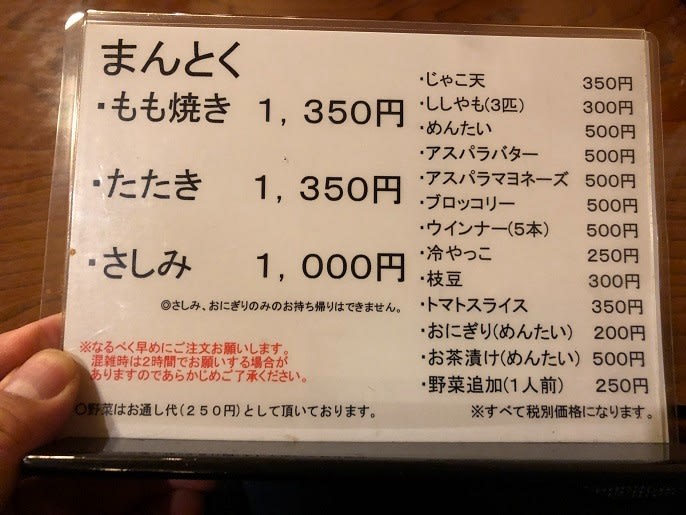 まんとく
・もも焼き 1,350円
・たたき 1,350円
・さしみ 1,000円
◎さしみ、おにぎりのみのお持ち帰りはできません。
※なるべく早めにご注文お願いします。
混雑時は2時間でお願いする場合が
ありますのであらかじめご了承ください。
〇野菜はお通し代(250円)として頂いております。
・じゃこ天 350円
・ししゃも(3匹) 300円
・めんたい 500円
・アスパラバター 500円
・アスパラマヨネーズ 500円
・ブロッコリー 500円
・ウインナー(5本) 500円
・冷やっこ 250円
・枝豆 300円
・トマトスライス 350円
・おにぎり(めんたい) 200円
・お茶漬け(めんたい) 500円
・野菜追加(1人前) 250円
※すべて税別価格になります。